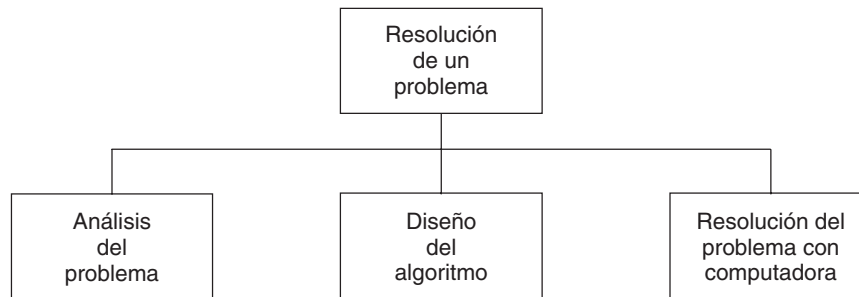 Resolución
de un
problema
Análisis
del
problema
Diseño
del
algoritmo
Resolución del
problema con
computadora